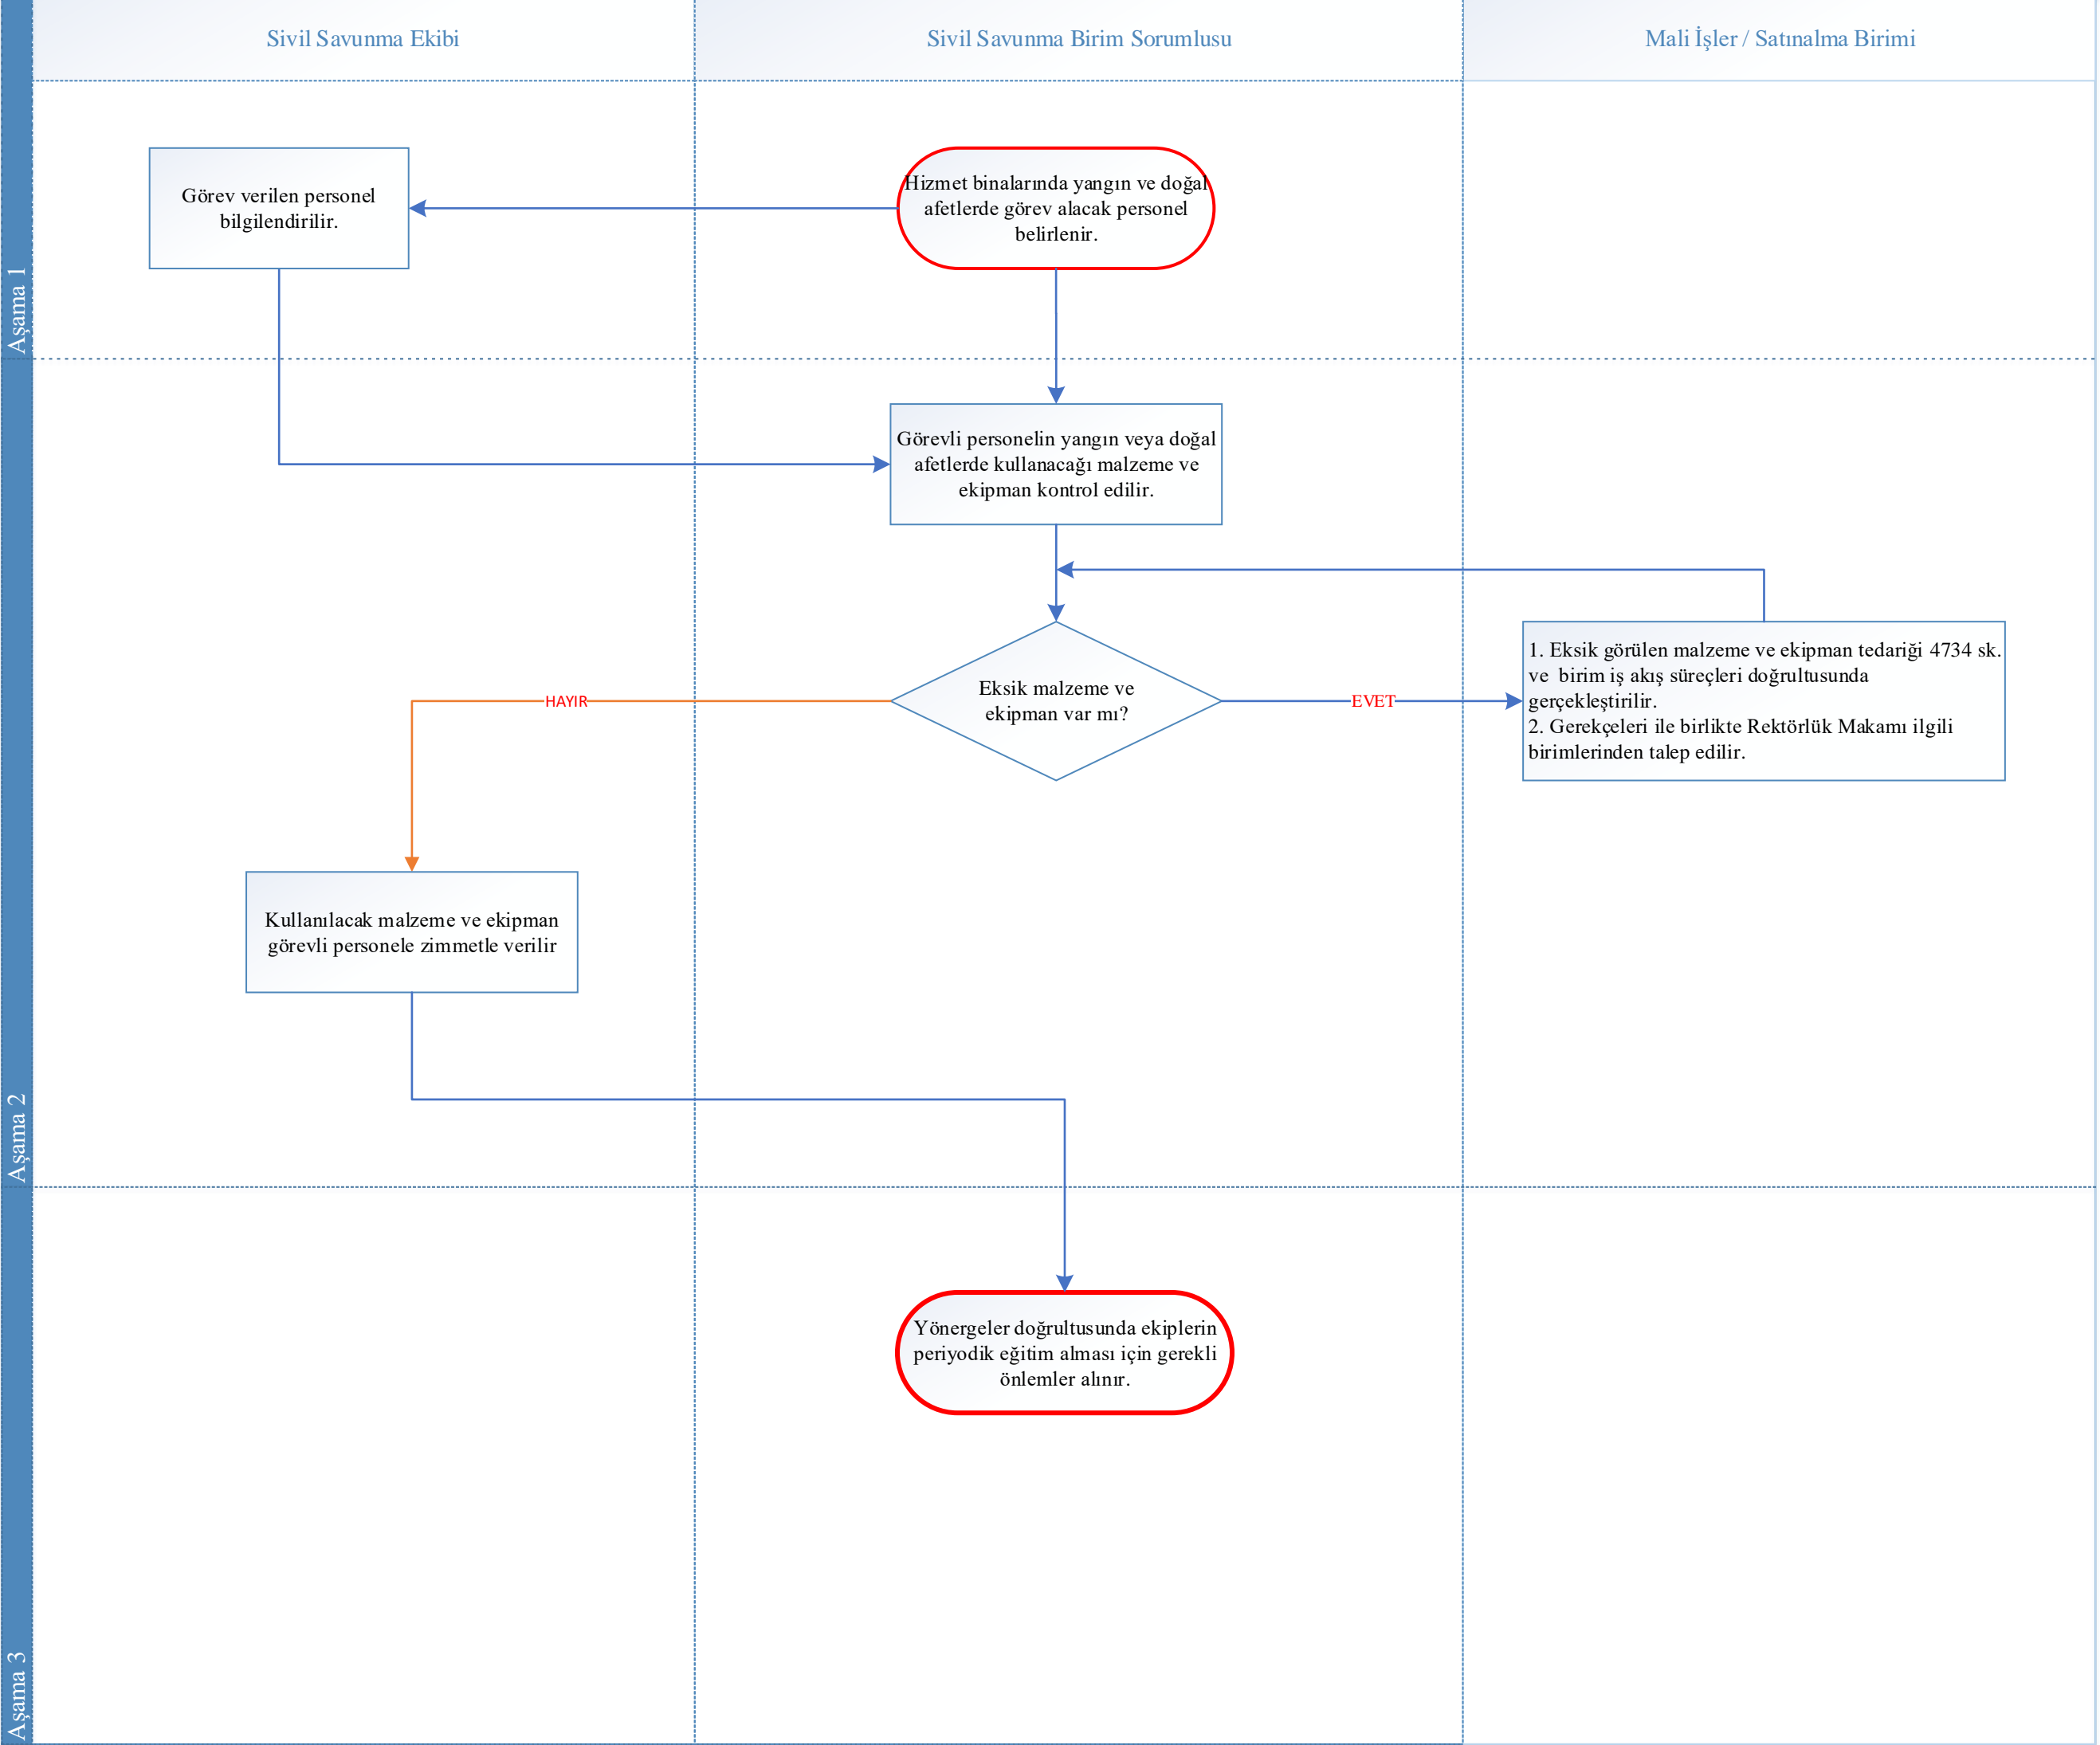 Sivil Savunma Ekibi
Sivil Savunma Birim Sorumlusu
Mali İşler / Satınalma Birimi
Aşama 1
Görev verilen personel
bilgilendirilir.
Hizmet binalarında yangın ve doğal
afetlerde görev alacak personel
belirlenir.
Aşama 2
Görevli personelin yangın veya doğal
afetlerde kullanacağı malzeme ve
ekipman kontrol edilir.
Eksik malzeme ve
ekipman var mı?
HAYIR
EVET
1. Eksik görülen malzeme ve ekipman tedariği 4734 sk.
ve  birim iş akış süreçleri doğrultusunda
gerçekleştirilir.
2. Gerekçeleri ile birlikte Rektörlük Makamı ilgili
birimlerinden talep edilir.
Kullanılacak malzeme ve ekipman
görevli personele zimmetle verilir
Aşama 3
Yönergeler doğrultusunda ekiplerin
periyodik eğitim alması için gerekli
önlemler alınır.